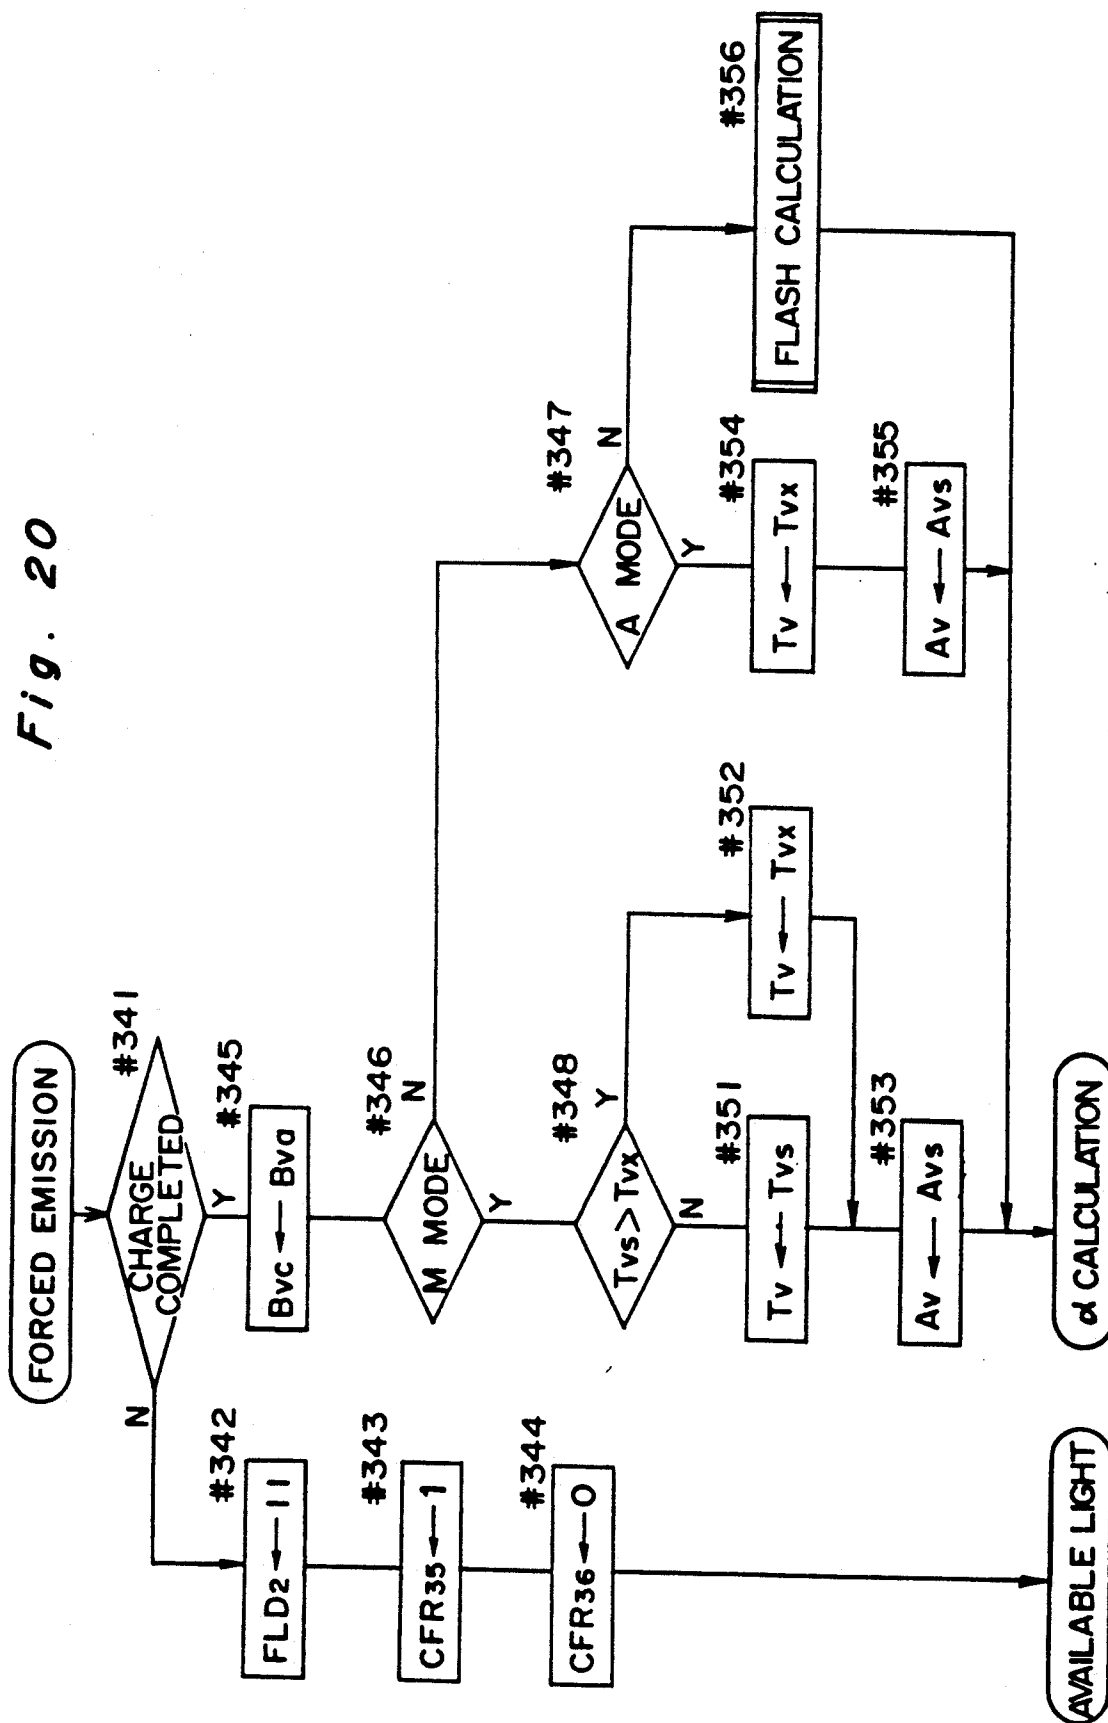 Fig. 20
FORCED EMISSION
#341
CHARGE
COMPLETED
N
Y
#342
FLD2←11
#343
CFR35←1
#344
CFR36←0
AVAILABLE LIGHT
#345
Bvc ← Bva
#346
M MODE
N
Y
#348
Tvs>Tvx
Y
N
#351
Tv ← Tvs
#352
Tv ← Tvx
#353
Av ← Avs
#347
A MODE
N
Y
#354
Tv ← Tvx
#355
Av ← Avs
#356
FLASH CALCULATION
α CALCULATION